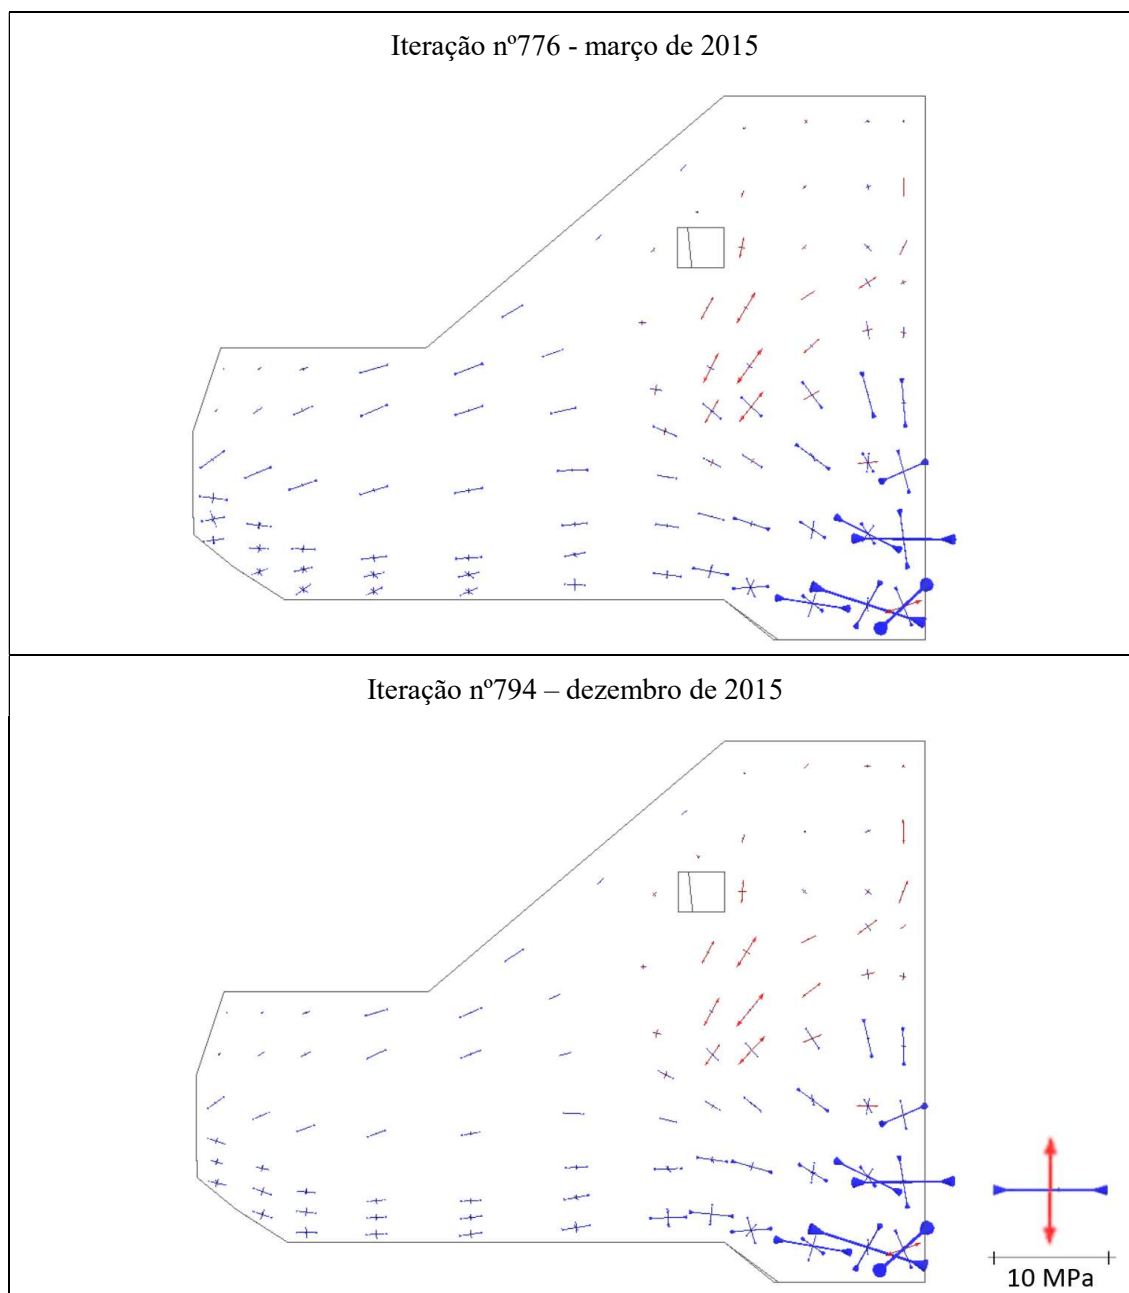 Iteração nº776 - março de 2015
Iteração nº794 – dezembro de 2015
10 MPa